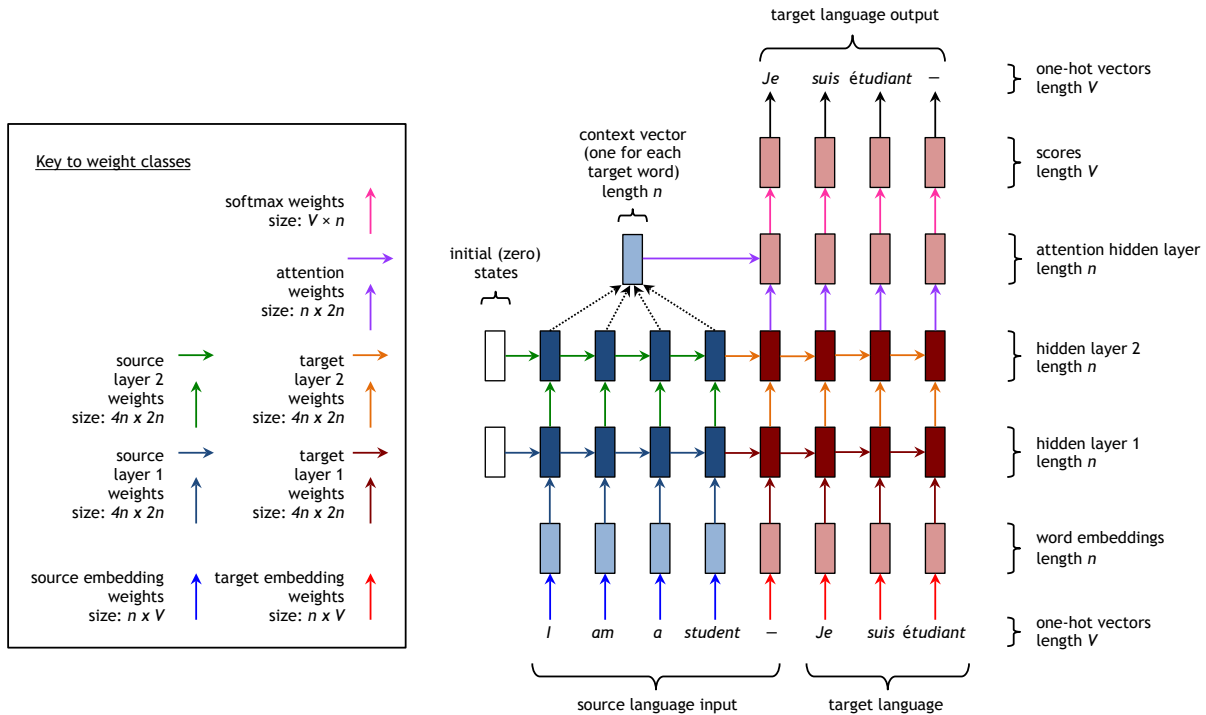 target language output
Je suis étudiant –
one-hot vectors
length V
context vector
(one for each
target word)
length n
scores
length V
Key to weight classes
softmax weights
size: V × n
attention
weights
size: n x 2n
initial (zero)
states
attention hidden layer
length n
source
layer 2
weights
size: 4n x 2n
target
layer 2
weights
size: 4n x 2n
hidden layer 2
length n
source
layer 1
weights
size: 4n x 2n
target
layer 1
weights
size: 4n x 2n
hidden layer 1
length n
source embedding
weights
size: n x V
target embedding
weights
size: n x V
word embeddings
length n
I am a student – Je suis étudiant
one-hot vectors
length V
source language input
target language